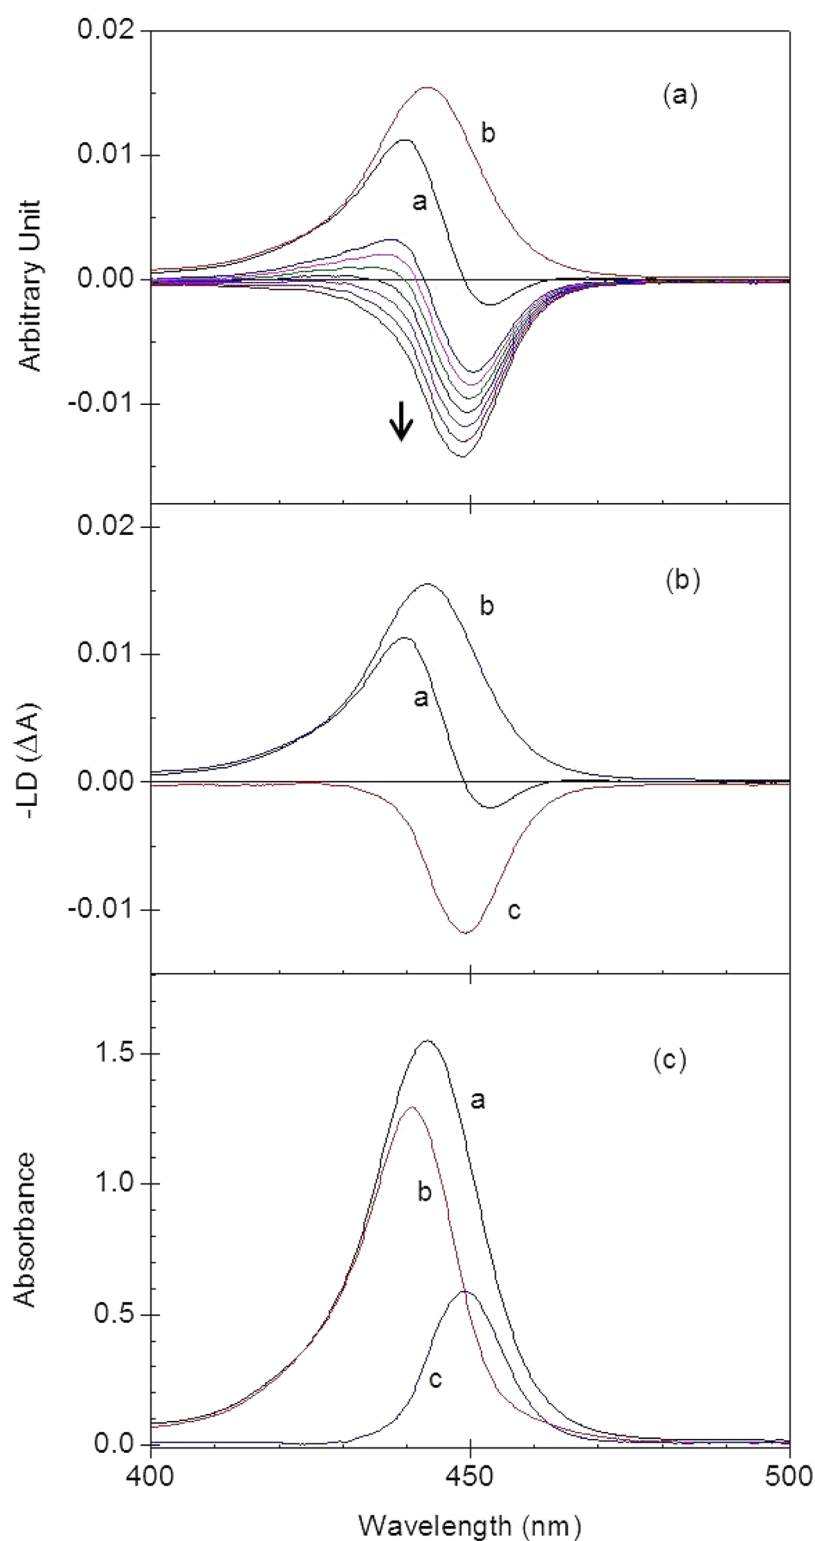 0.02
(a)
b
0.01
a
0.00
-0.01
Arbitrary Unit
0.02
(b)
b
0.01
a
0.00
-0.01
c
-LD (ΔA)
1.5
(c)
a
1.0
b
0.5
c
0.0
Absorbance
400
450
500
Wavelength (nm)